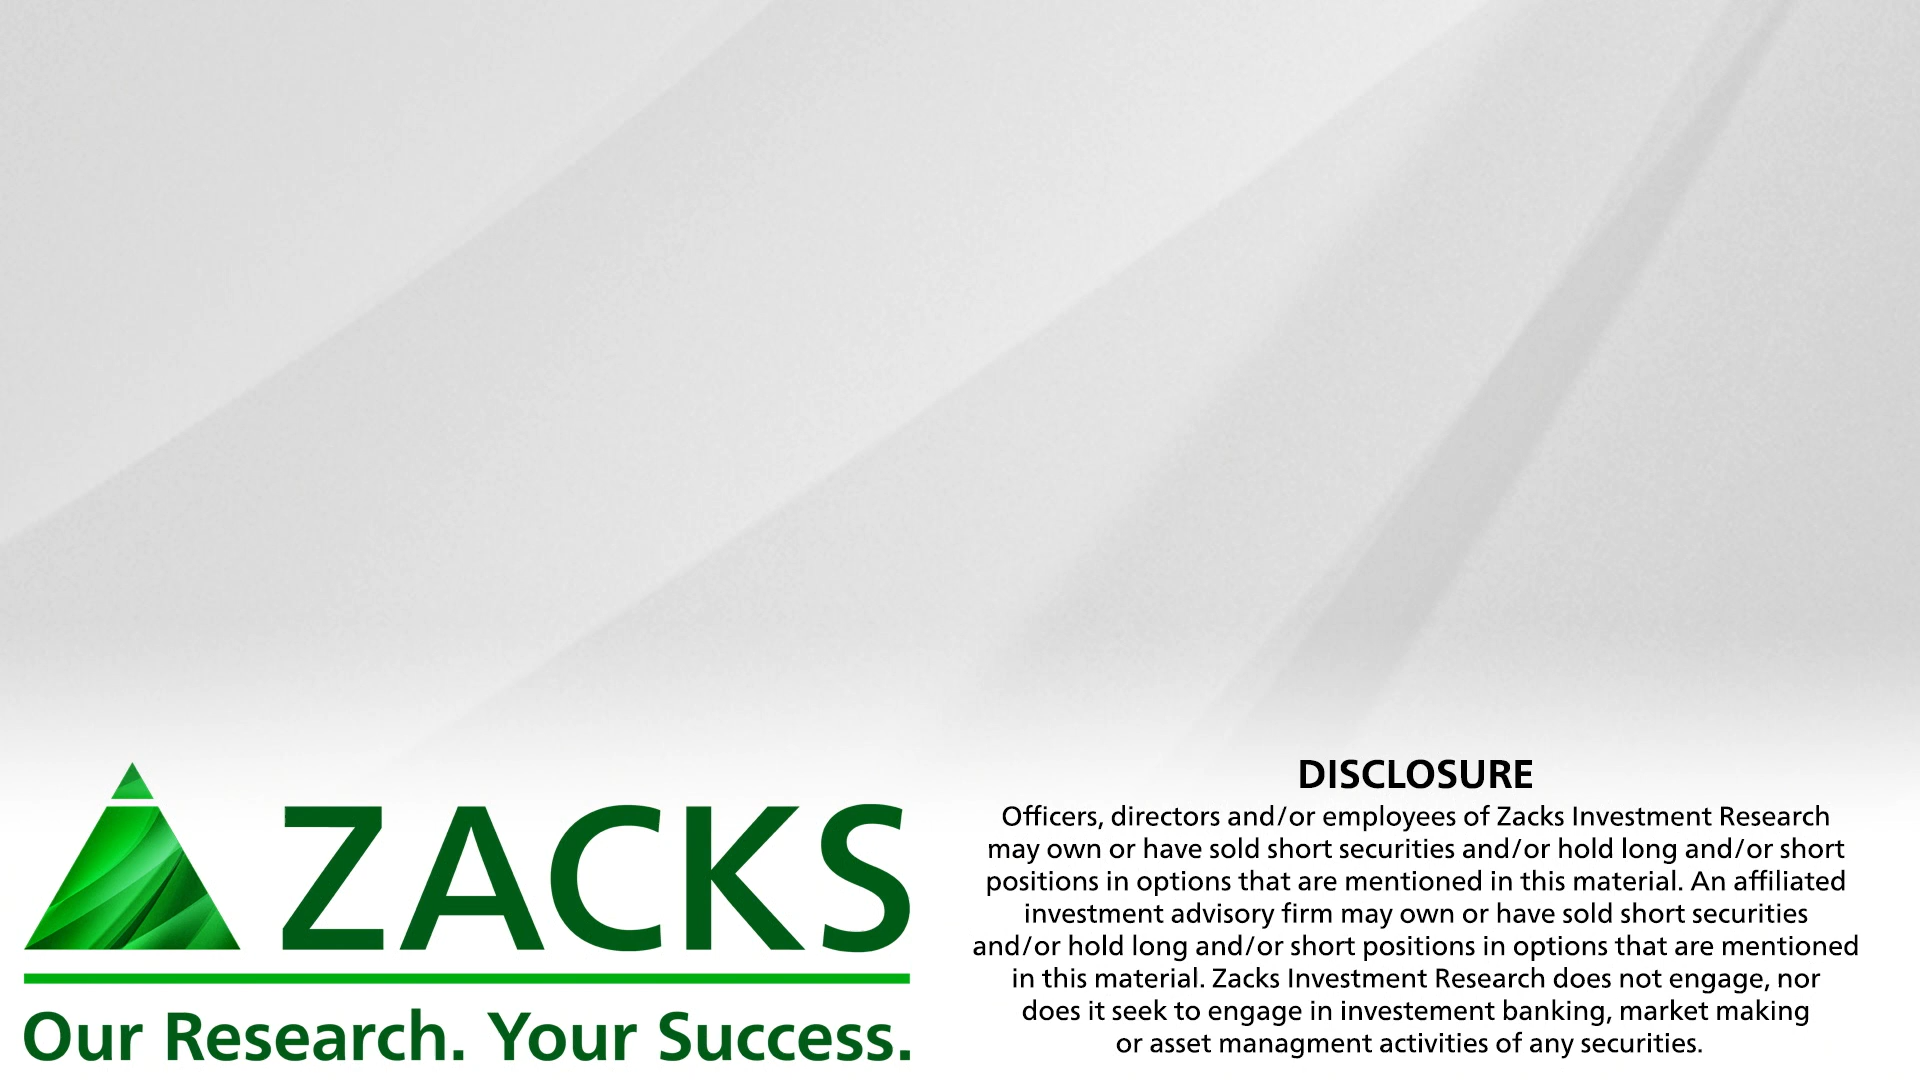 ZACKS
Our Research. Your Success.
DISCLOSURE
Officers, directors and/or employees of Zacks Investment Research
may own or have sold short securities and/or hold long and/or short
positions in options that are mentioned in this material. An affiliated
investment advisory firm may own or have sold short securities
and/or hold long and/or short positions in options that are mentioned
in this material. Zacks Investment Research does not engage, nor
does it seek to engage in investement banking, market making
or asset managment activities of any securities.